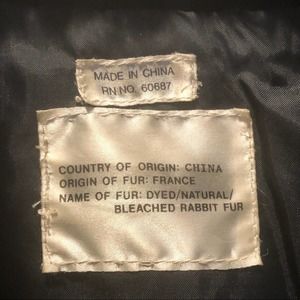 MADE IN CHINA
RN NO. 60687
COUNTRY OF ORIGIN: CHINA
ORIGIN OF FUR: FRANCE
NAME OF FUR: DYED/NATURAL/
BLEACHED RABBIT FUR